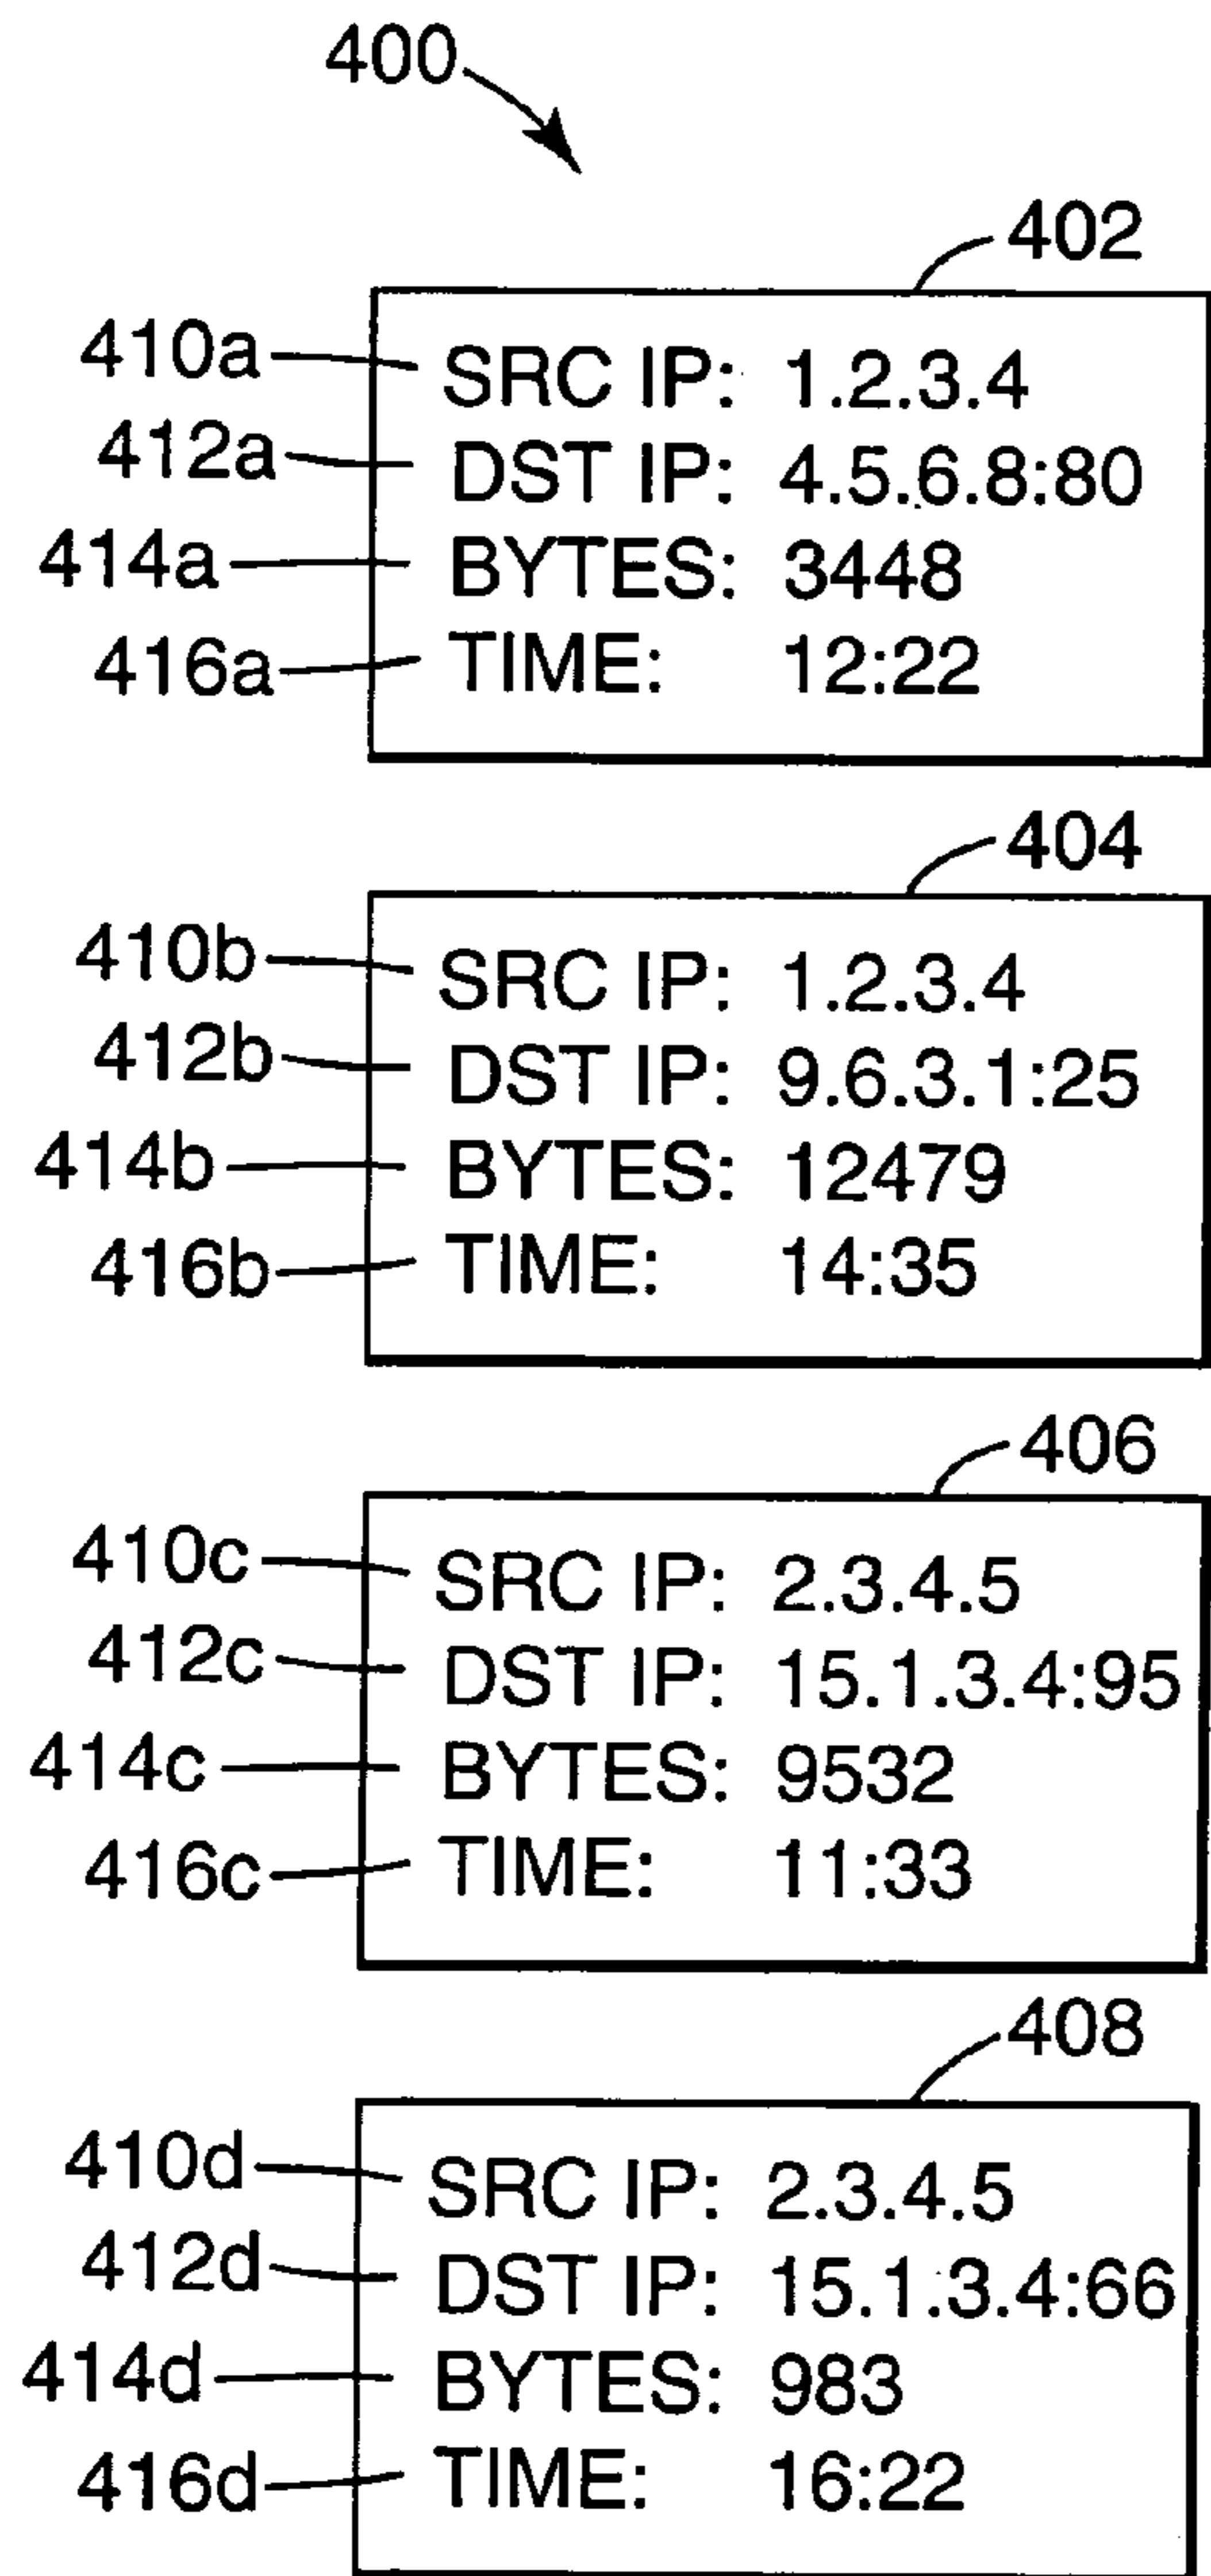 400
402
410a SRC IP: 1.2.3.4
412a DST IP: 4.5.6.8:80
414a BYTES: 3448
416a TIME: 12:22
404
410b SRC IP: 1.2.3.4
412b DST IP: 9.6.3.1:25
414b BYTES: 12479
416b TIME: 14:35
406
410c SRC IP: 2.3.4.5
412c DST IP: 15.1.3.4:95
414c BYTES: 9532
416c TIME: 11:33
408
410d SRC IP: 2.3.4.5
412d DST IP: 15.1.3.4:66
414d BYTES: 983
416d TIME: 16:22